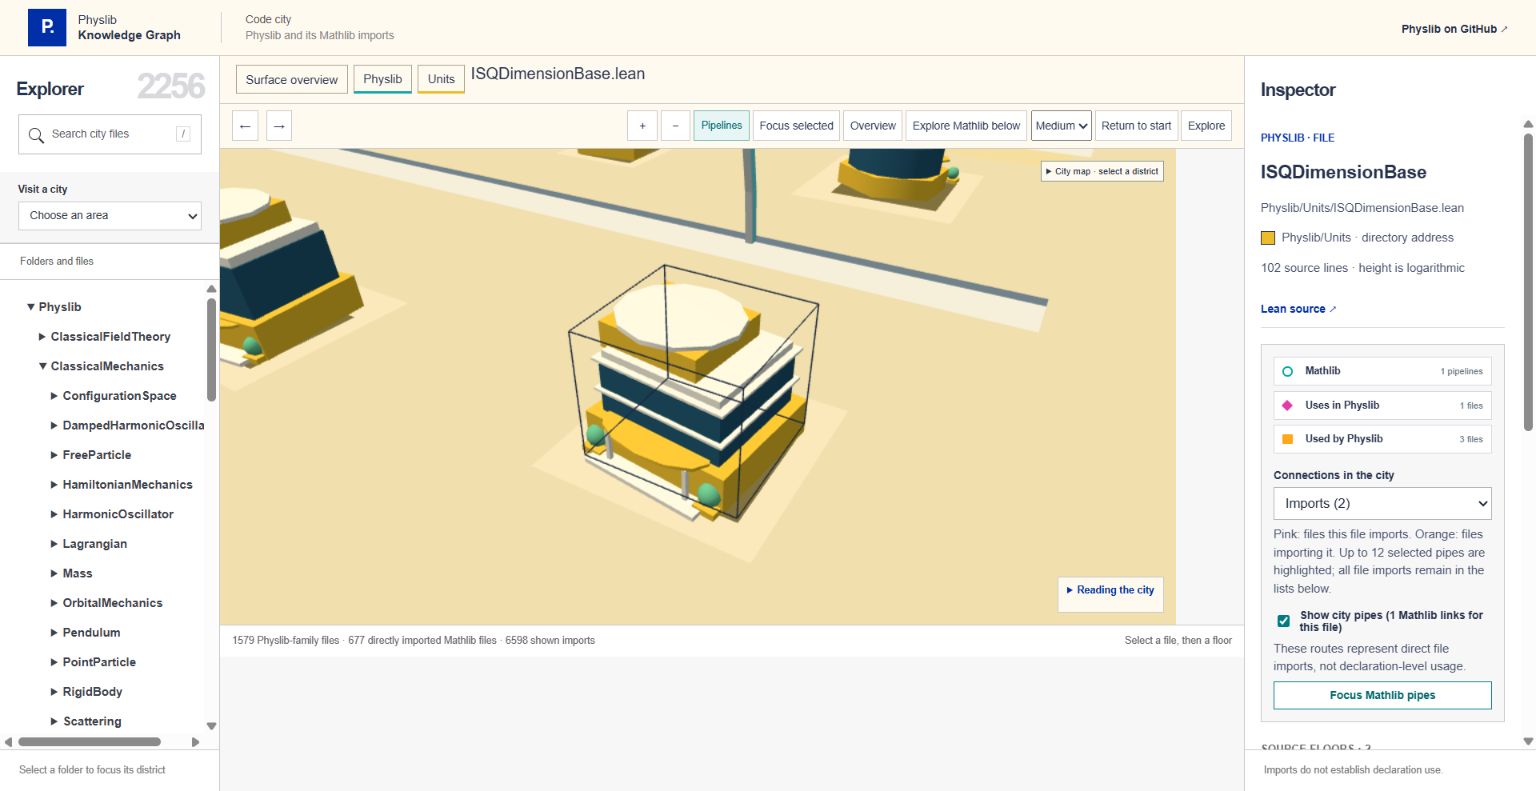 P.
Physlib
Knowledge Graph
Code city
Physlib and its Mathlib imports
Physlib on GitHub ↗
Explorer
2256
Search city files
/
Visit a city
Choose an area
Folders and files
▼ Physlib
▶ ClassicalFieldTheory
▼ ClassicalMechanics
▶ ConfigurationSpace
▶ DampedHarmonicOscilla
▶ FreeParticle
▶ HamiltonianMechanics
▶ HarmonicOscillator
▶ Lagrangian
▶ Mass
▶ OrbitalMechanics
▶ Pendulum
▶ PointParticle
▶ RigidBody
▶ Scattering
Select a folder to focus its district
Surface overview
Physlib
Units
ISQDimensionBase.lean
←
→
+
−
Pipelines
Focus selected
Overview
Explore Mathlib below
Medium
Return to start
Explore
▶ City map · select a district
▶ Reading the city
1579 Physlib-family files · 677 directly imported Mathlib files · 6598 shown imports
Select a file, then a floor
Inspector
PHYSLIB · FILE
ISQDimensionBase
Physlib/Units/ISQDimensionBase.lean
Physlib/Units · directory address
102 source lines · height is logarithmic
Lean source ↗
Mathlib
1 pipelines
Uses in Physlib
1 files
Used by Physlib
3 files
Connections in the city
Imports (2)
Pink: files this file imports. Orange: files
importing it. Up to 12 selected pipes are
highlighted; all file imports remain in the
lists below.
Show city pipes (1 Mathlib links for
this file)
These routes represent direct file
imports, not declaration-level usage.
Focus Mathlib pipes
Imports do not establish declaration use.